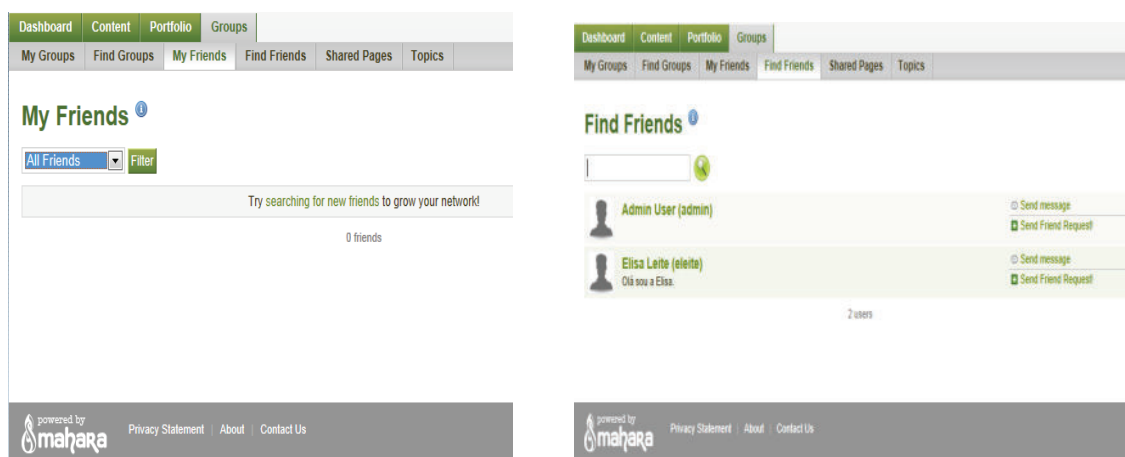 Dashboard Content Portfolio Groups
My Groups Find Groups My Friends Find Friends Shared Pages Topics
My Friends
All Friends Filter
Try searching for new friends to grow your network!
0 friends
powered by
mahara
Privacy Statement | About | Contact Us
Dashboard Content Portfolio Groups
My Groups Find Groups My Friends Find Friends Shared Pages Topics
Find Friends
Admin User (admin) Send message
Send Friend Request!
Elisa Leite (eleite) Send message
Olá sou a Elisa. Send Friend Request!
2 users
powered by
mahara
Privacy Statement | About | Contact Us